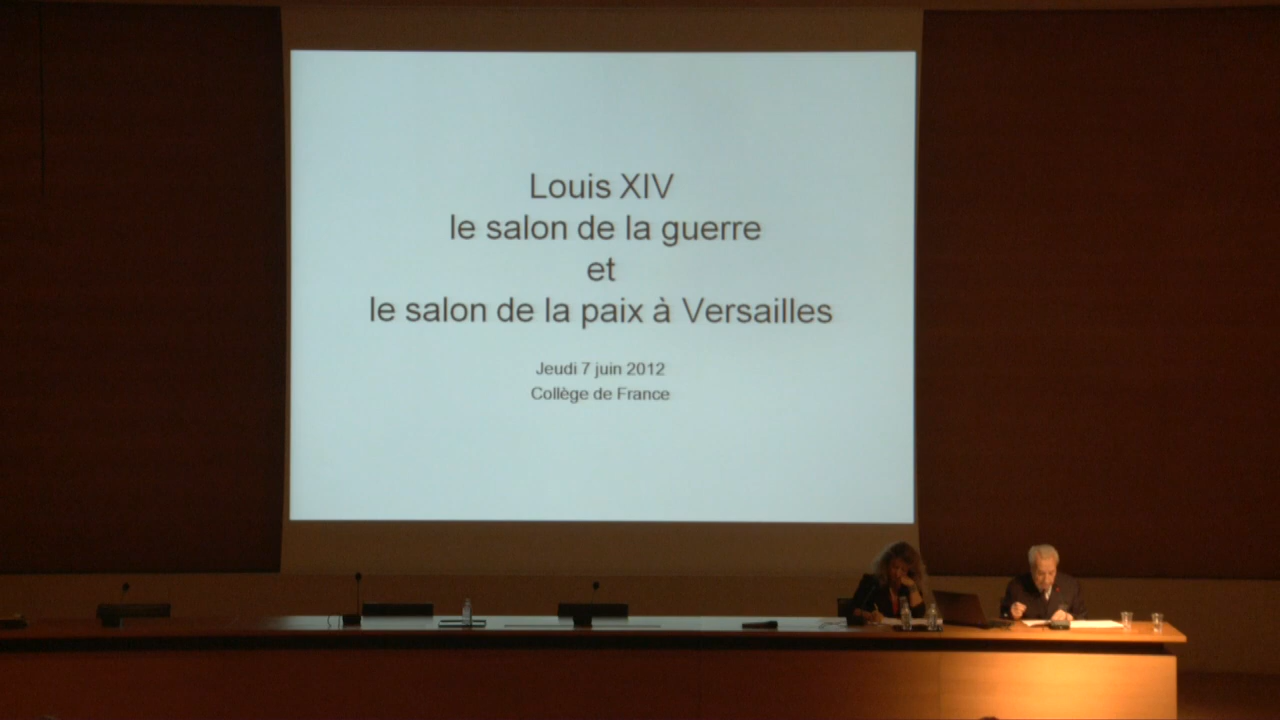 Louis XIV
le salon de la guerre
et
le salon de la paix à Versailles
Jeudi 7 juin 2012
Collège de France